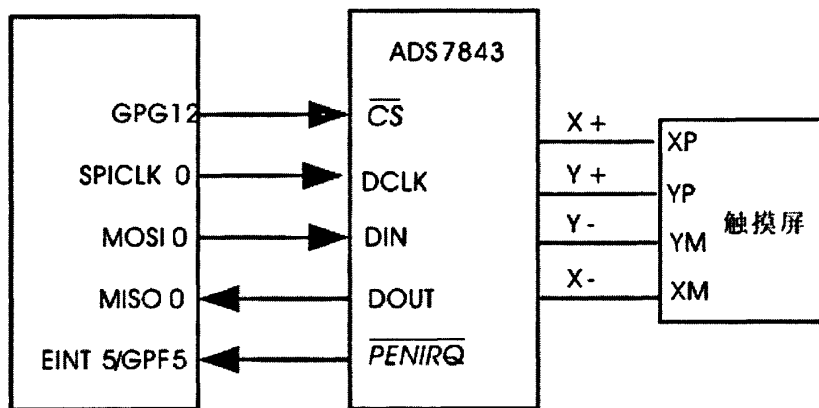 ADS7843
GPG12
CS
X+
XP
SPICLK 0
DCLK
Y+
YP
触摸屏
MOSI 0
DIN
Y-
YM
MISO 0
DOUT
X-
XM
EINT 5/GPF5
PENIRQ